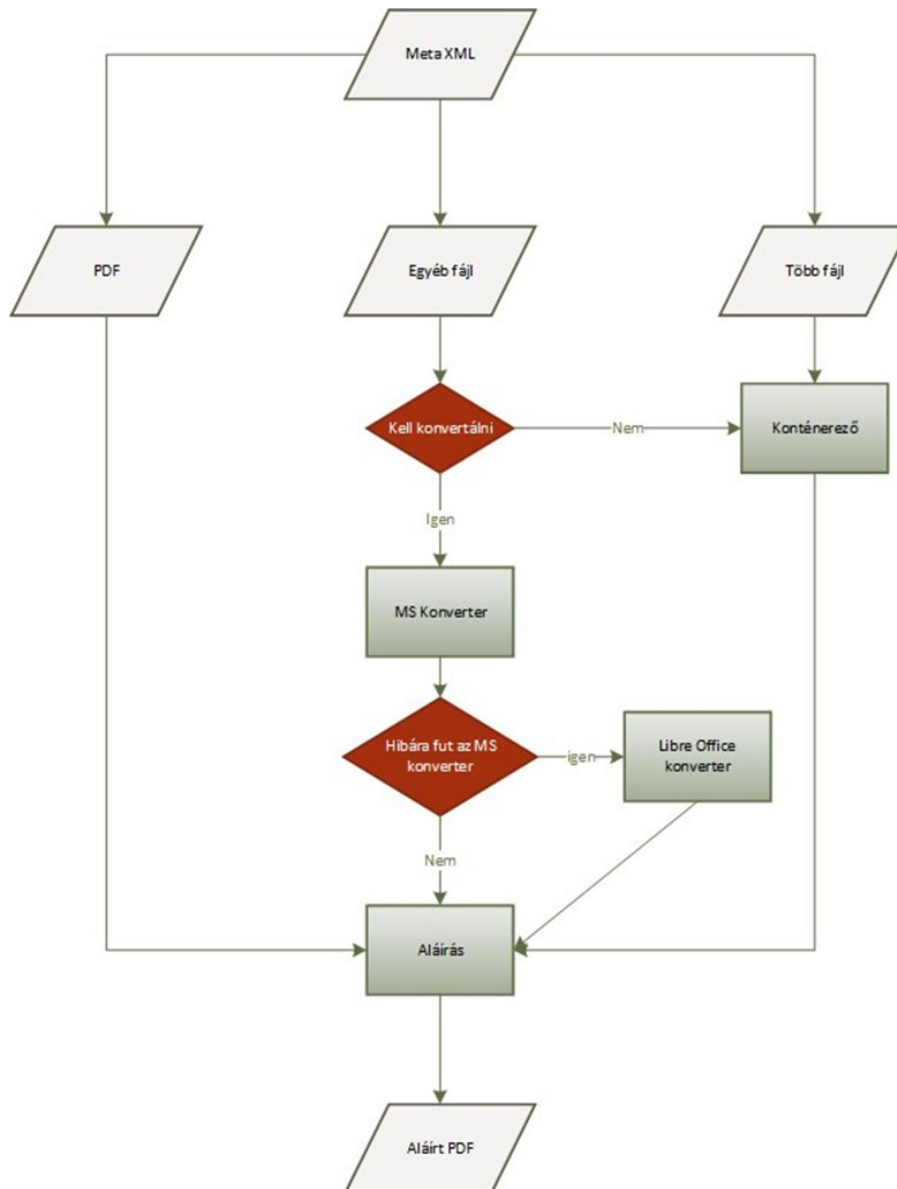 Meta XML
PDF
Egyéb fájl
Több fájl
Kell konvertálni
Nem
Konténerező
Igen
MS Konverter
Hibára fut az MS
konverter
igen
Libre Office
konverter
Nem
Aláírás
Aláírt PDF